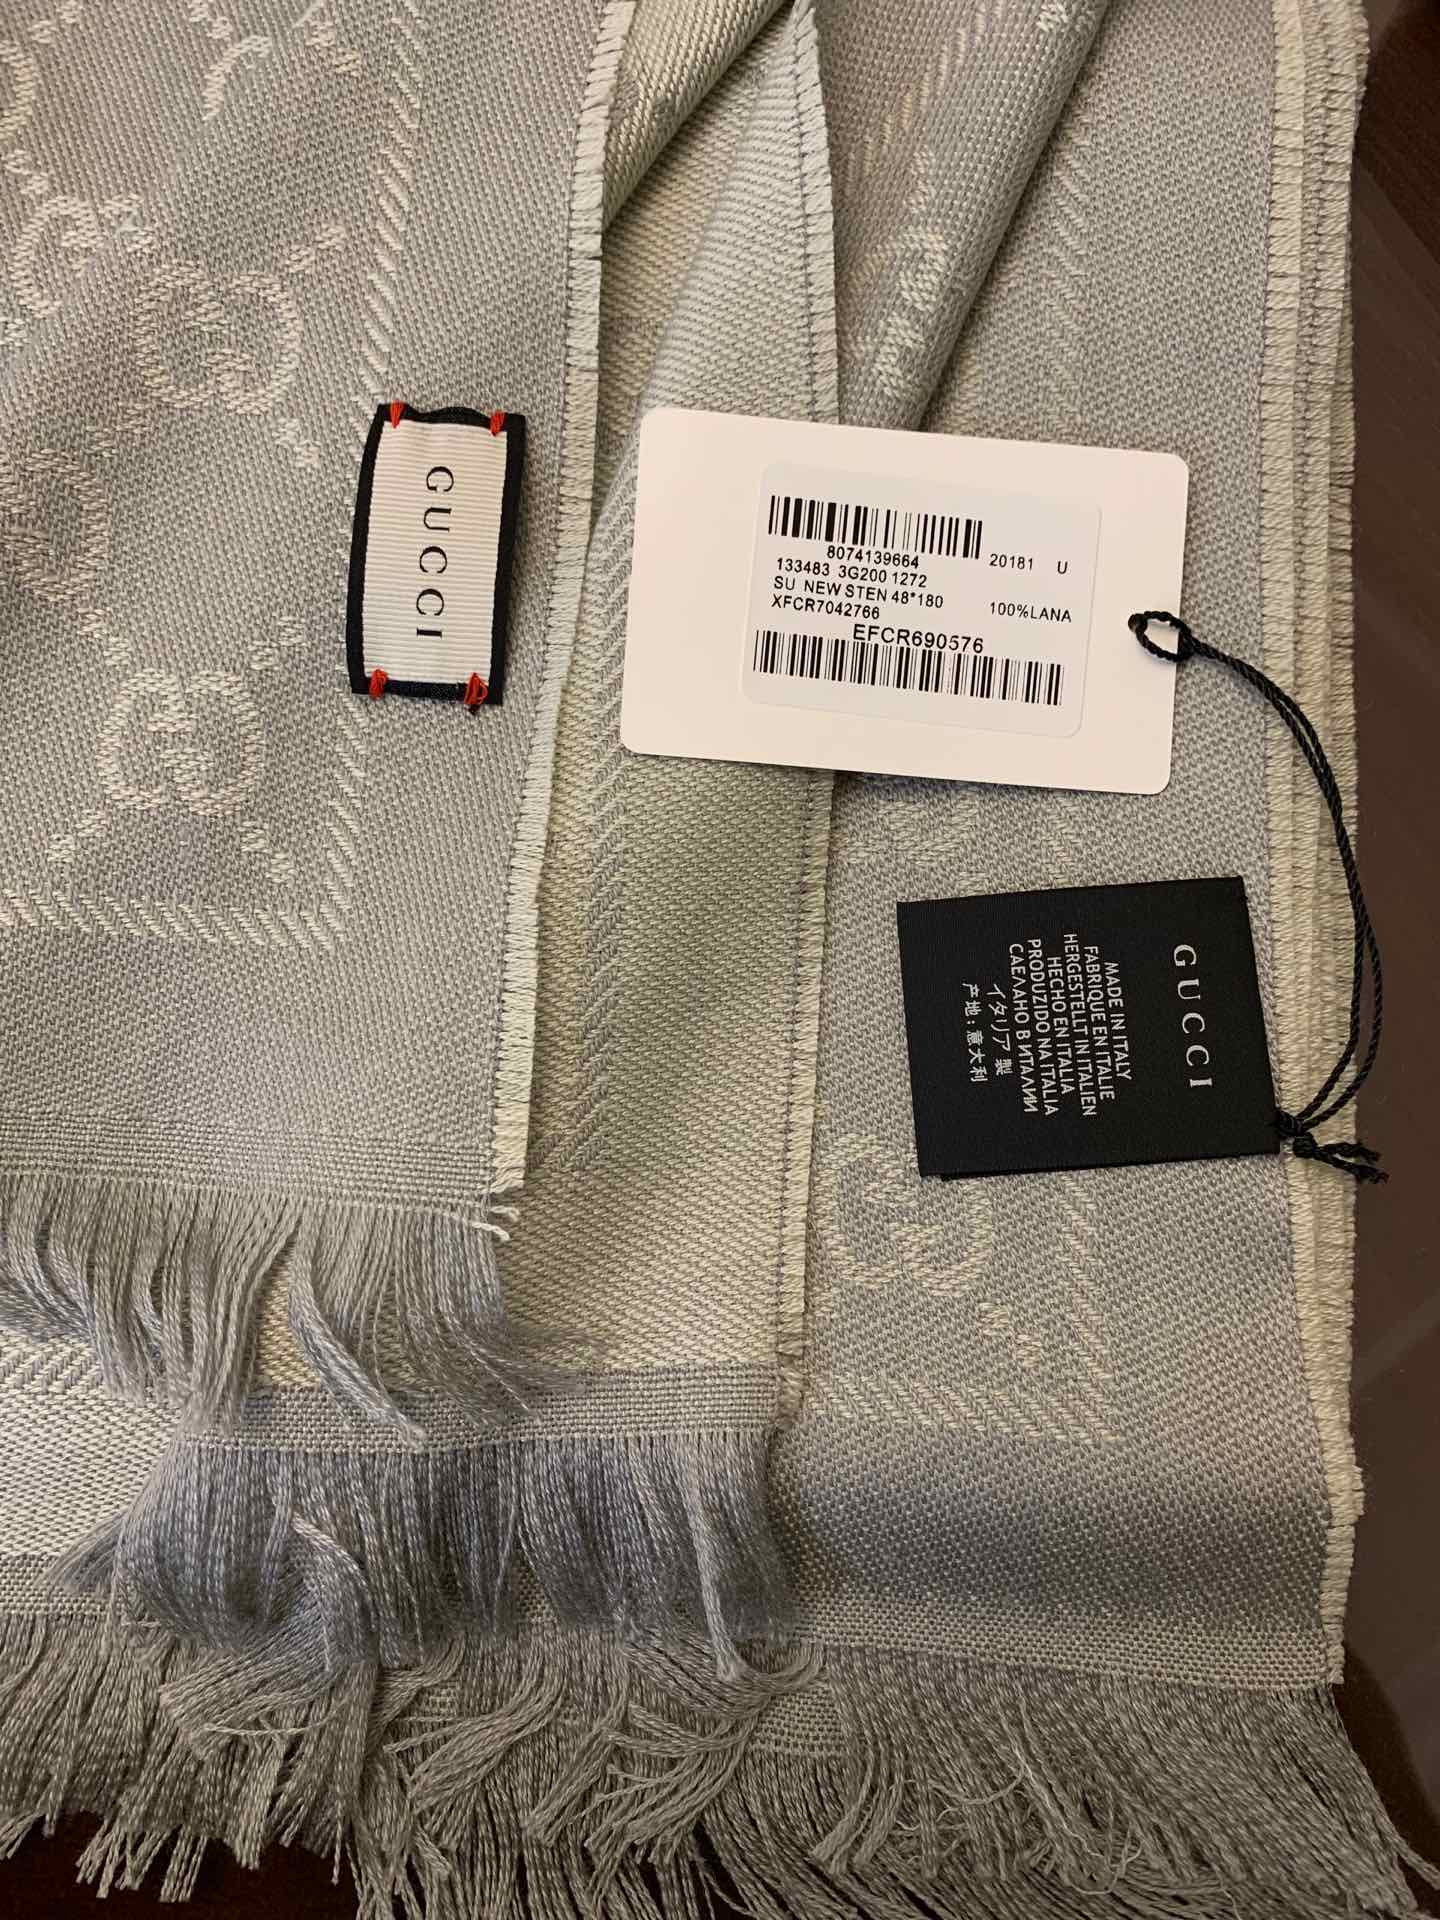 GUCCI
8074139664
20181 U
133483 3G200 1272
SU NEW STEN 48*180
100%LANA
XFCR7042766
EFCR690576
GUCCI
MADE IN ITALY
FABRIQUE EN ITALIE
HERGESTELLT IN ITALIEN
HECHO EN ITALIA
PRODUZIDO NA ITALIA
СДЕЛАНО В ИТАЛИИ
イタリア 製
产地:意大利